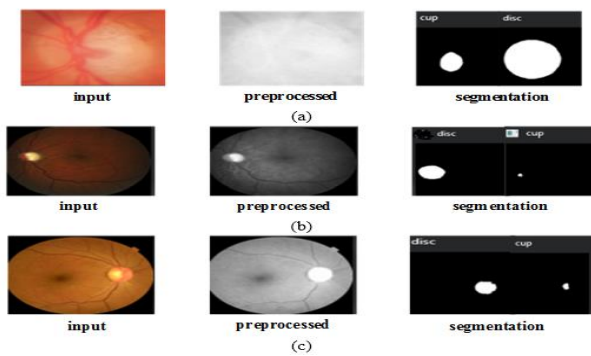 cup disc
input preprocessed segmentation
(a)
disc cup
input preprocessed segmentation
(b)
disc cup
input preprocessed segmentation
(c)